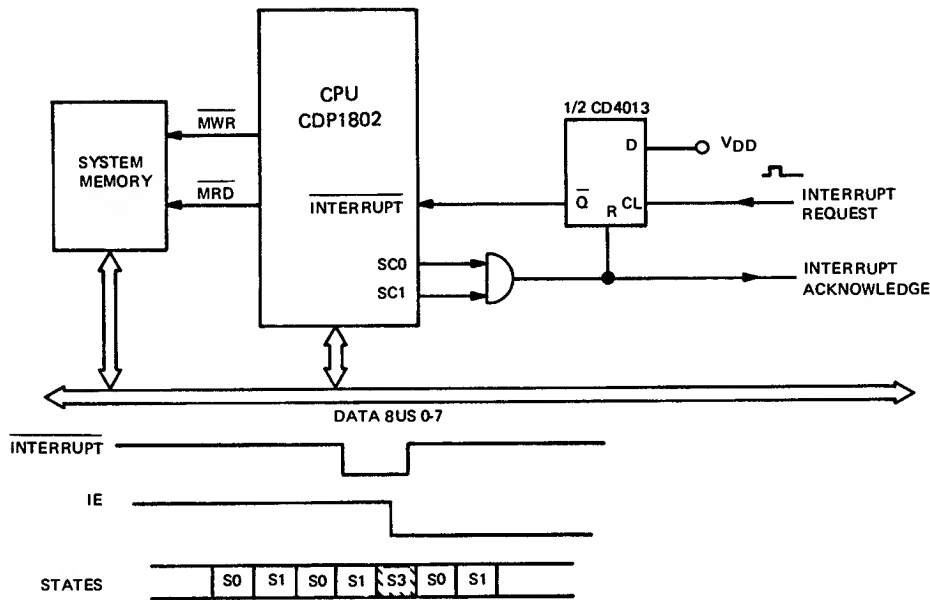 CPU
CDP1802
1/2 CD4013
MWR
D
VDD
SYSTEM
MEMORY
MRD
INTERRUPT
Q
R
CL
INTERRUPT
REQUEST
SC0
SC1
INTERRUPT
ACKNOWLEDGE
DATA 8US 0-7
INTERRUPT
IE
STATES
S0 S1 S0 S1 S3 S0 S1